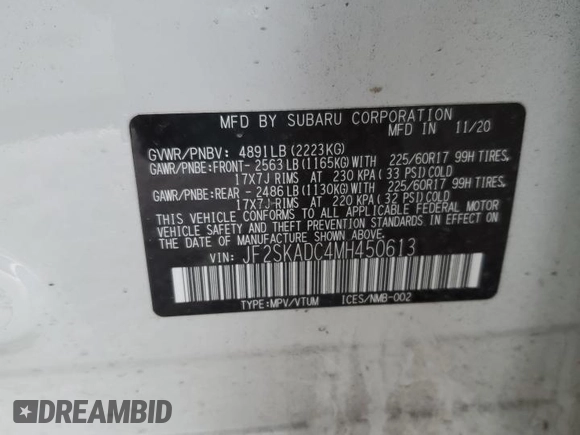 MFD BY SUBARU CORPORATION
MFD IN 11/20
GVWR/PNBV: 4891LB (2223KG)
GAWR/PNBE:FRONT- 2563 LB (1165KG) WITH 225/60R17 99H TIRES,
17X7J RIMS AT 230 KPA ( 33 PSI) COLD
GAWR/PNBE:REAR - 2486 LB (1130KG) WITH 225/60R17 99H TIRES,
17X7J-RIMS AT 220 KPA ( 32 PSI) COLD
THIS VEHICLE CONFORMS TO ALL APPLICABLE FEDERAL MOTOR
VEHICLE SAFETY AND THEFT PREVENTION STANDARDS IN EFFECT
ON THE DATE OF MANUFACTURE SHOWN ABOVE.
VIN: JF2SKADC4MH450613
TYPE:MPV/VTUM ICES/NMB-002
DREAMBID